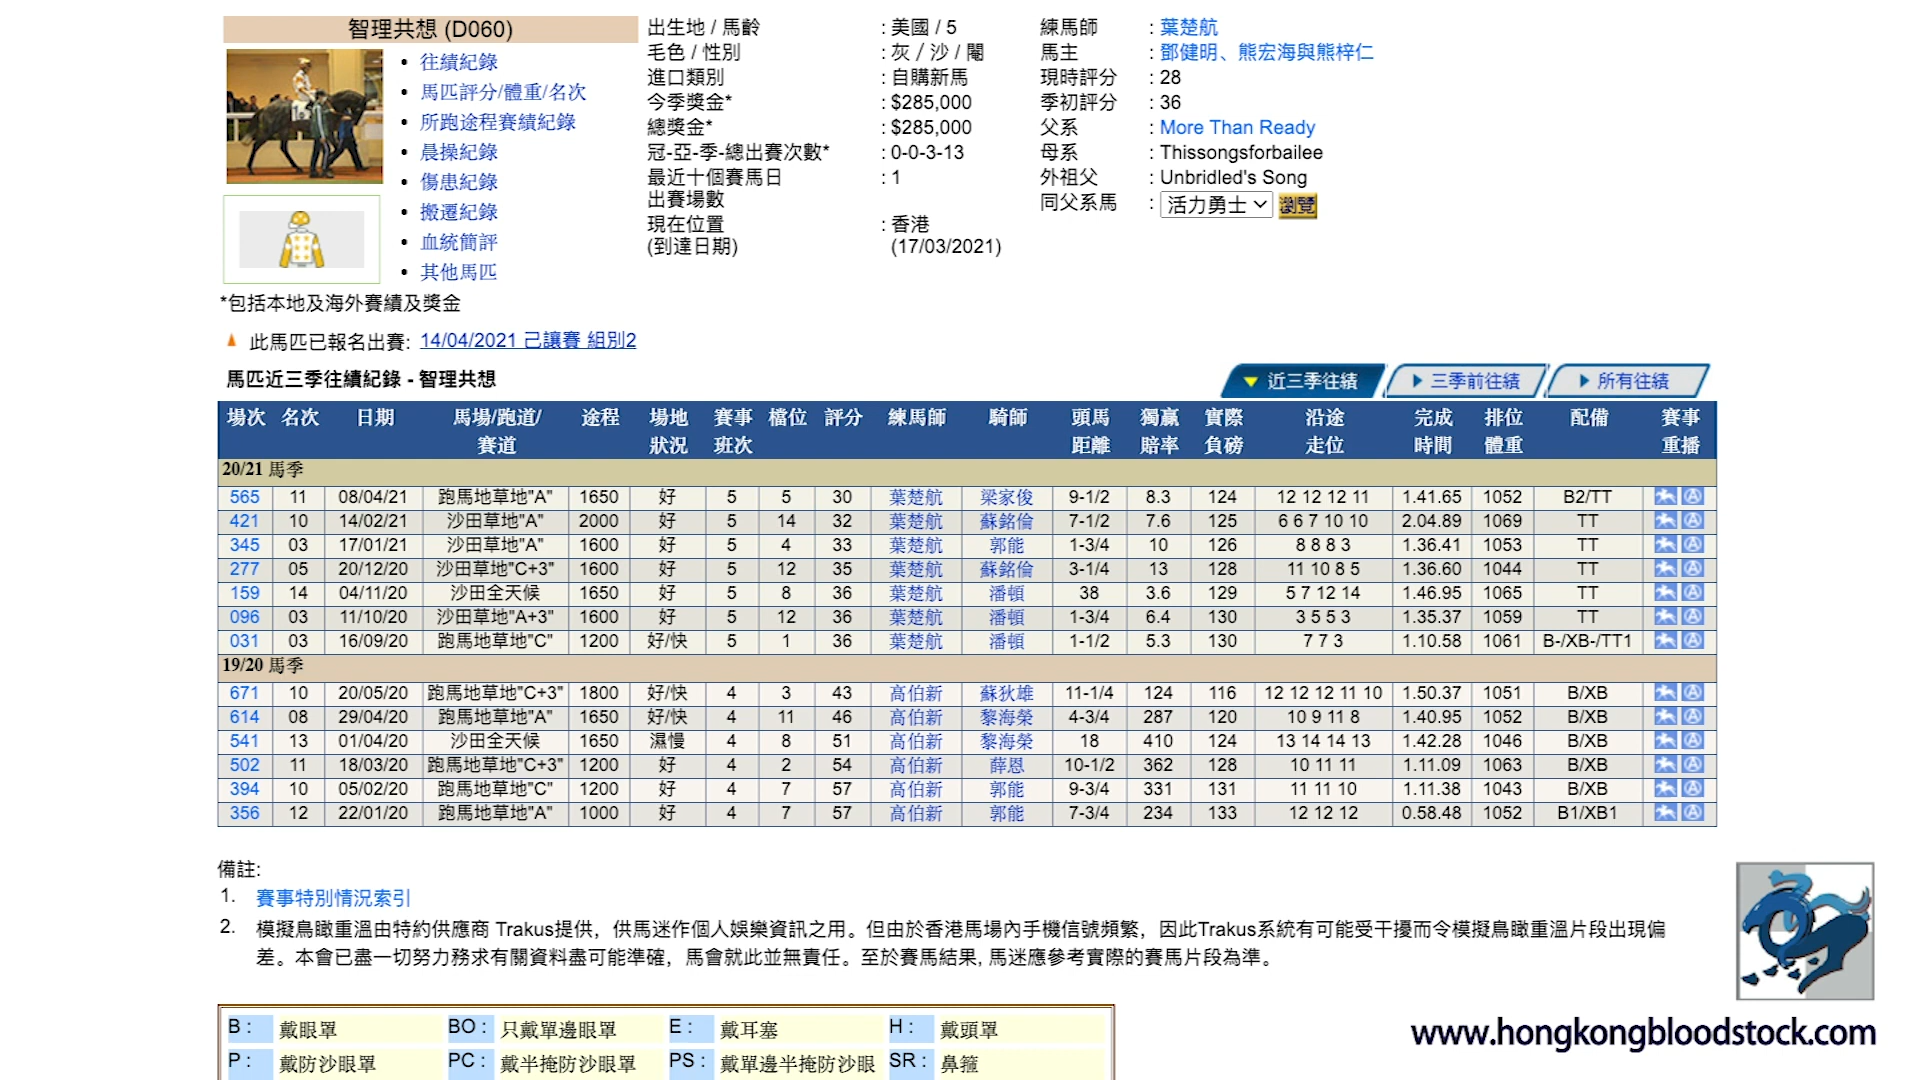 智理共想 (D060)
往績紀錄
馬匹評分/體重/名次
所跑途程賽績紀錄
晨操紀錄
傷患紀錄
搬遷紀錄
血統簡評
其他馬匹
出生地 / 馬齡 : 美國 / 5
毛色 / 性別 : 灰 / 沙 / 閹
進口類別 : 自購新馬
今季獎金* : $285,000
總獎金* : $285,000
冠-亞-季-總出賽次數* : 0-0-3-13
最近十個賽馬日 : 1
出賽場數
現在位置 : 香港
(到達日期) (17/03/2021)
練馬師 : 葉楚航
馬主 : 鄧健明、熊宏海與熊梓仁
現時評分 : 28
季初評分 : 36
父系 : More Than Ready
母系 : Thissongsforbailee
外祖父 : Unbridled's Song
同父系馬 : 活力勇士 瀏覽
*包括本地及海外賽績及獎金
此馬匹已報名出賽: 14/04/2021 己讓賽 組別2
馬匹近三季往績紀錄 - 智理共想
近三季往績 三季前往績 所有往績
場次 名次 日期 馬場/跑道/ 途程 場地 賽事 檔位 評分 練馬師 騎師 頭馬 獨贏 實際 沿途 完成 排位 配備 賽事
賽道 狀況 班次 距離 賠率 負磅 走位 時間 體重 重播
20/21 馬季
565 11 08/04/21 跑馬地草地"A" 1650 好 5 5 30 葉楚航 梁家俊 9-1/2 8.3 124 12 12 12 11 1.41.65 1052 B2/TT
421 10 14/02/21 沙田草地"A" 2000 好 5 14 32 葉楚航 蘇銘倫 7-1/2 7.6 125 6 6 7 10 10 2.04.89 1069 TT
345 03 17/01/21 沙田草地"A" 1600 好 5 4 33 葉楚航 郭能 1-3/4 10 126 8 8 8 3 1.36.41 1053 TT
277 05 20/12/20 沙田草地"C+3" 1600 好 5 12 35 葉楚航 蘇銘倫 3-1/4 13 128 11 10 8 5 1.36.60 1044 TT
159 14 04/11/20 沙田全天候 1650 好 5 8 36 葉楚航 潘頓 38 3.6 129 5 7 12 14 1.46.95 1065 TT
096 03 11/10/20 沙田草地"A+3" 1600 好 5 12 36 葉楚航 潘頓 1-3/4 6.4 130 3 5 5 3 1.35.37 1059 TT
031 03 16/09/20 跑馬地草地"C" 1200 好/快 5 1 36 葉楚航 潘頓 1-1/2 5.3 130 7 7 3 1.10.58 1061 B-/XB-/TT1
19/20 馬季
671 10 20/05/20 跑馬地草地"C+3" 1800 好/快 4 3 43 高伯新 蘇狄雄 11-1/4 124 116 12 12 12 11 10 1.50.37 1051 B/XB
614 08 29/04/20 跑馬地草地"A" 1650 好/快 4 11 46 高伯新 黎海榮 4-3/4 287 120 10 9 11 8 1.40.95 1052 B/XB
541 13 01/04/20 沙田全天候 1650 濕慢 4 8 51 高伯新 黎海榮 18 410 124 13 14 14 13 1.42.28 1046 B/XB
502 11 18/03/20 跑馬地草地"C+3" 1200 好 4 2 54 高伯新 薛恩 10-1/2 362 128 10 11 11 1.11.09 1063 B/XB
394 10 05/02/20 跑馬地草地"C" 1200 好 4 7 57 高伯新 郭能 9-3/4 331 131 11 11 10 1.11.38 1043 B/XB
356 12 22/01/20 跑馬地草地"A" 1000 好 4 7 57 高伯新 郭能 7-3/4 234 133 12 12 12 0.58.48 1052 B1/XB1
備註:
1. 賽事特別情況索引
2. 模擬鳥瞰重溫由特約供應商 Trakus提供，供馬迷作個人娛樂資訊之用。但由於香港馬場內手機信號頻繁，因此Trakus系統有可能受干擾而令模擬鳥瞰重溫片段出現偏
差。本會已盡一切努力務求有關資料盡可能準確，馬會就此並無責任。至於賽馬結果, 馬迷應參考實際的賽馬片段為準。
B : 戴眼罩 BO : 只戴單邊眼罩 E : 戴耳塞 H : 戴頭罩
P : 戴防沙眼罩 PC : 戴半掩防沙眼罩 PS : 戴單邊半掩防沙眼 SR : 鼻箍
www.hongkongbloodstock.com